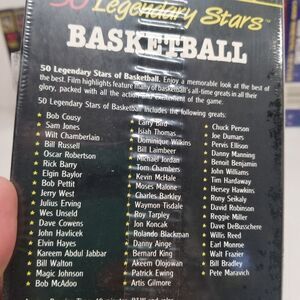 50 Legendary Stars
BASKETBALL
50 Legendary Stars of Basketball. Enjoy a memorable look at the best of
the best. Film highlights feature many of basketball's all-time greats in all their
glory, packed with all the action and excitement of the game.
50 Legendary Stars of Basketball includes the following greats:
• Bob Cousy
• Sam Jones
• Wilt Chamberlain
• Bill Russell
• Oscar Robertson
• Rick Barry
• Elgin Baylor
• Bob Pettit
• Jerry West
• Julius Erving
• Wes Unseld
• Dave Cowens
• John Havlicek
• Elvin Hayes
• Kareem Abdul Jabbar
• Bill Walton
• Magic Johnson
• Bob McAdoo
• Larry Bird
• Isiah Thomas
• Dominique Wilkins
• Bill Laimbeer
• Michael Jordan
• Tom Chambers
• Kevin McHale
• Moses Malone
• Charles Barkley
• Waymon Tisdale
• Roy Tarpley
• Jon Koncak
• Rolando Blackman
• Danny Ainge
• Bernard King
• Akeem Olojuwan
• Patrick Ewing
• Artis Gilmore
• Chuck Person
• Joe Dumas
• Pervis Ellison
• Danny Manning
• Benoit Benjamin
• John Williams
• Tim Hardaway
• Hersey Hawkins
• Rony Seikaly
• David Robinson
• Reggie Miller
• Dave DeBusschere
• Willis Reed
• Earl Monroe
• Walt Frazier
• Bill Bradley
• Pete Maravich